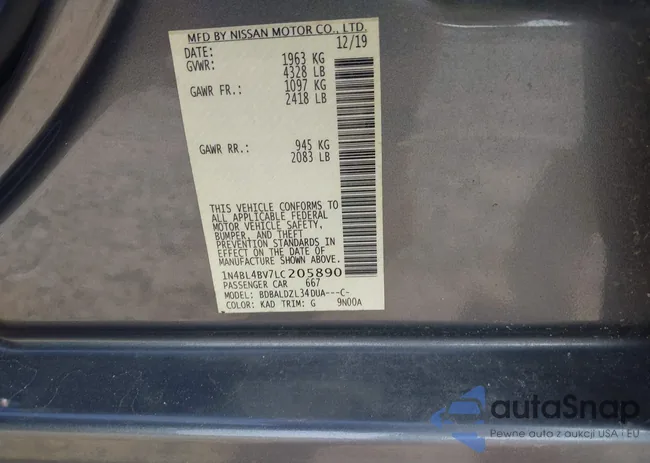 MFD BY NISSAN MOTOR CO., LTD.
DATE: 12/19
GVWR: 1963 KG
4328 LB
GAWR FR.: 1097 KG
2418 LB
GAWR RR.: 945 KG
2083 LB
THIS VEHICLE CONFORMS TO
ALL APPLICABLE FEDERAL
MOTOR VEHICLE SAFETY,
BUMPER, AND THEFT
PREVENTION STANDARDS IN
EFFECT ON THE DATE OF
MANUFACTURE SHOWN ABOVE.
1N4BL4BV7LC205890
PASSENGER CAR 667
MODEL: BDBALDZL34DUA---C-
COLOR: KAD TRIM: G 9N00A
autaSnap
Pewne auta z aukcji USA i EU